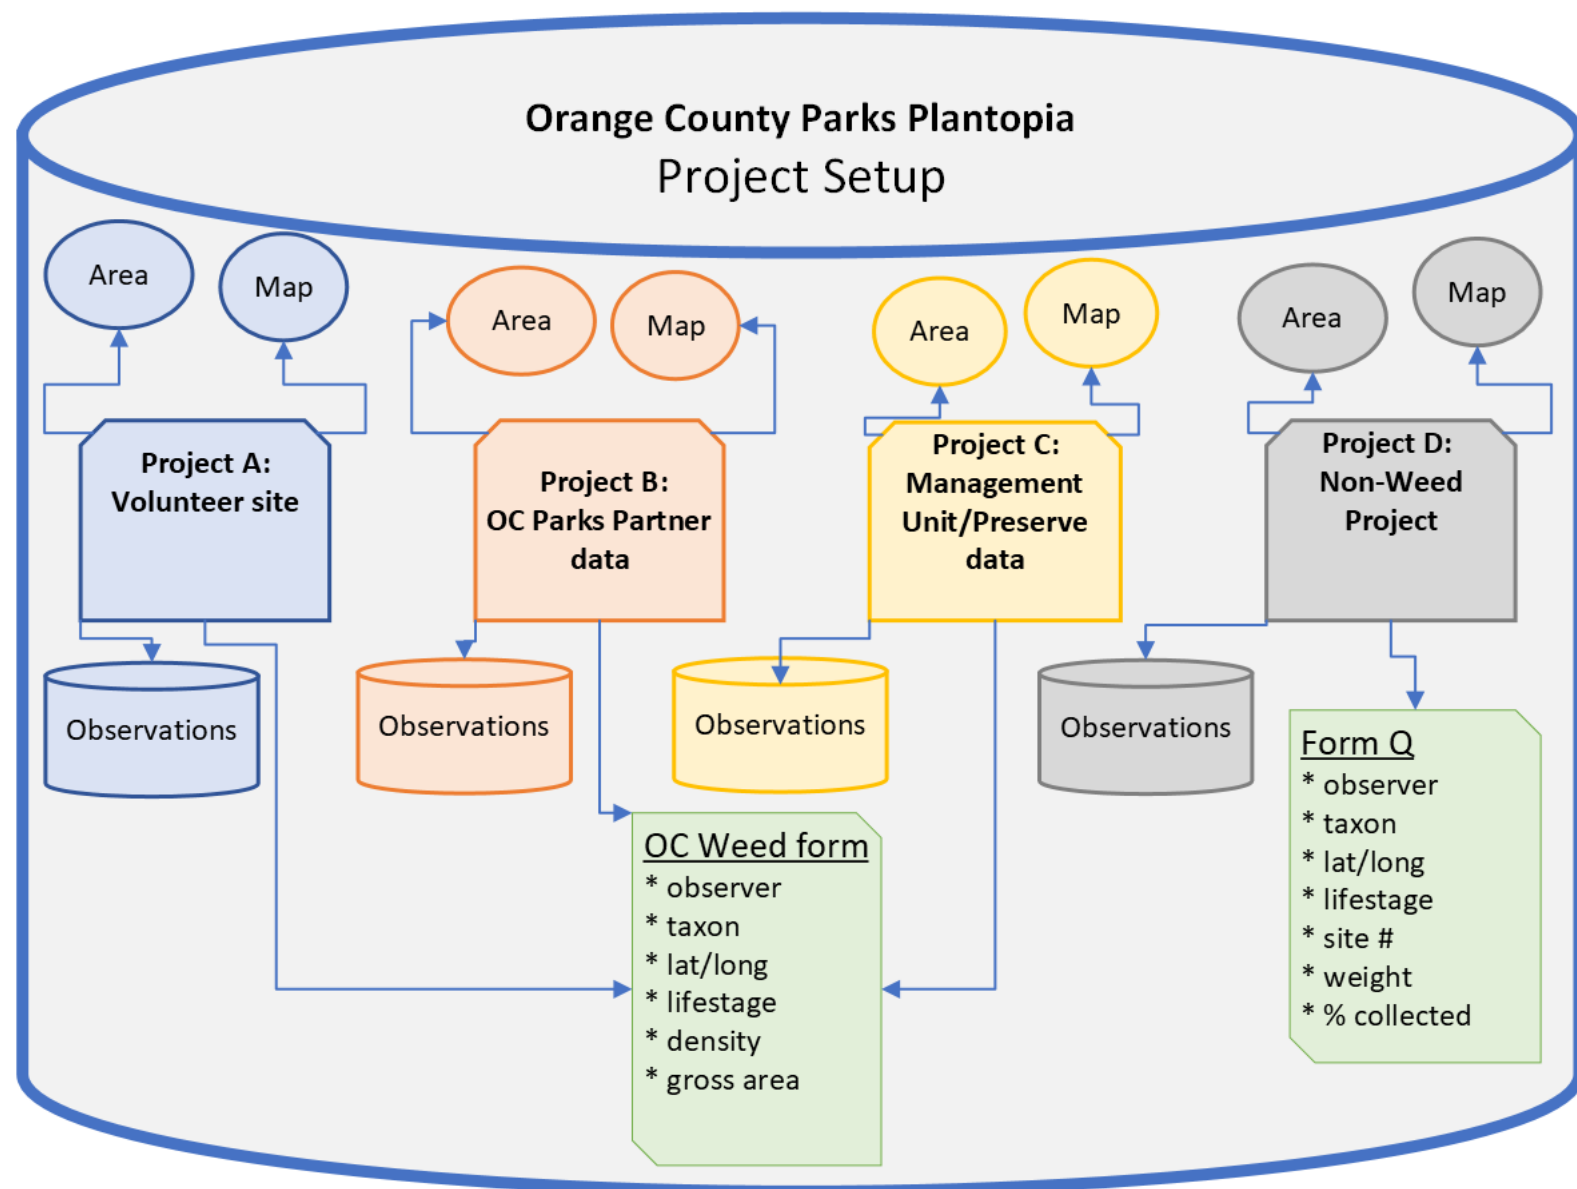 Orange County Parks Plantopia
Project Setup
Area
Map
Area
Map
Area
Map
Area
Map
Project A:
Volunteer site
Project B:
OC Parks Partner
data
Project C:
Management
Unit/Preserve
data
Project D:
Non-Weed
Project
Observations
Observations
Observations
Observations
OC Weed form
* observer
* taxon
* lat/long
* lifestage
* density
* gross area
Form Q
* observer
* taxon
* lat/long
* lifestage
* site #
* weight
* % collected